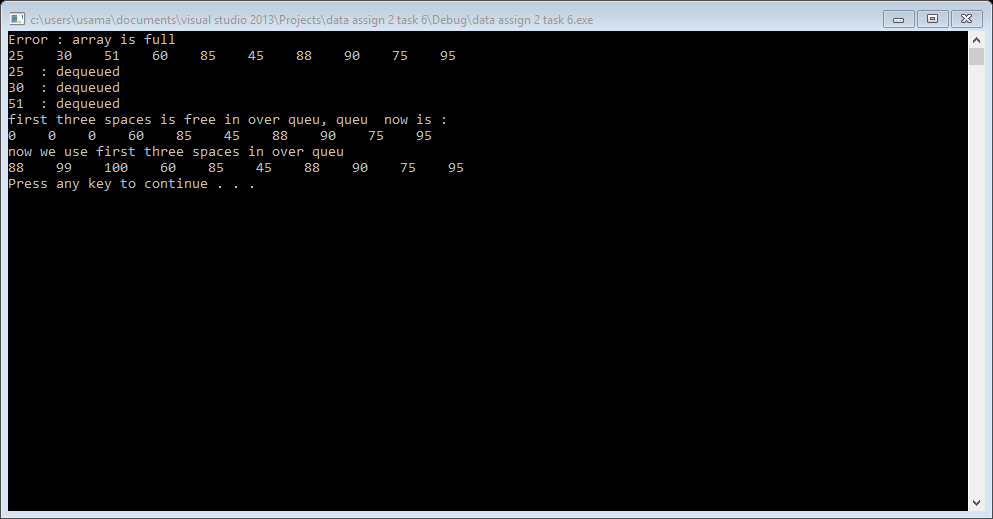 c:\users\usama\documents\visual studio 2013\Projects\data assign 2 task 6\Debug\data assign 2 task 6.exe
Error : array is full
25    30    51    60    85    45    88    90    75    95
25  : dequeued
30  : dequeued
51  : dequeued
first three spaces is free in over queu, queu  now is :
0    0    0    60    85    45    88    90    75    95
now we use first three spaces in over queu
88    99    100    60    85    45    88    90    75    95
Press any key to continue . . .